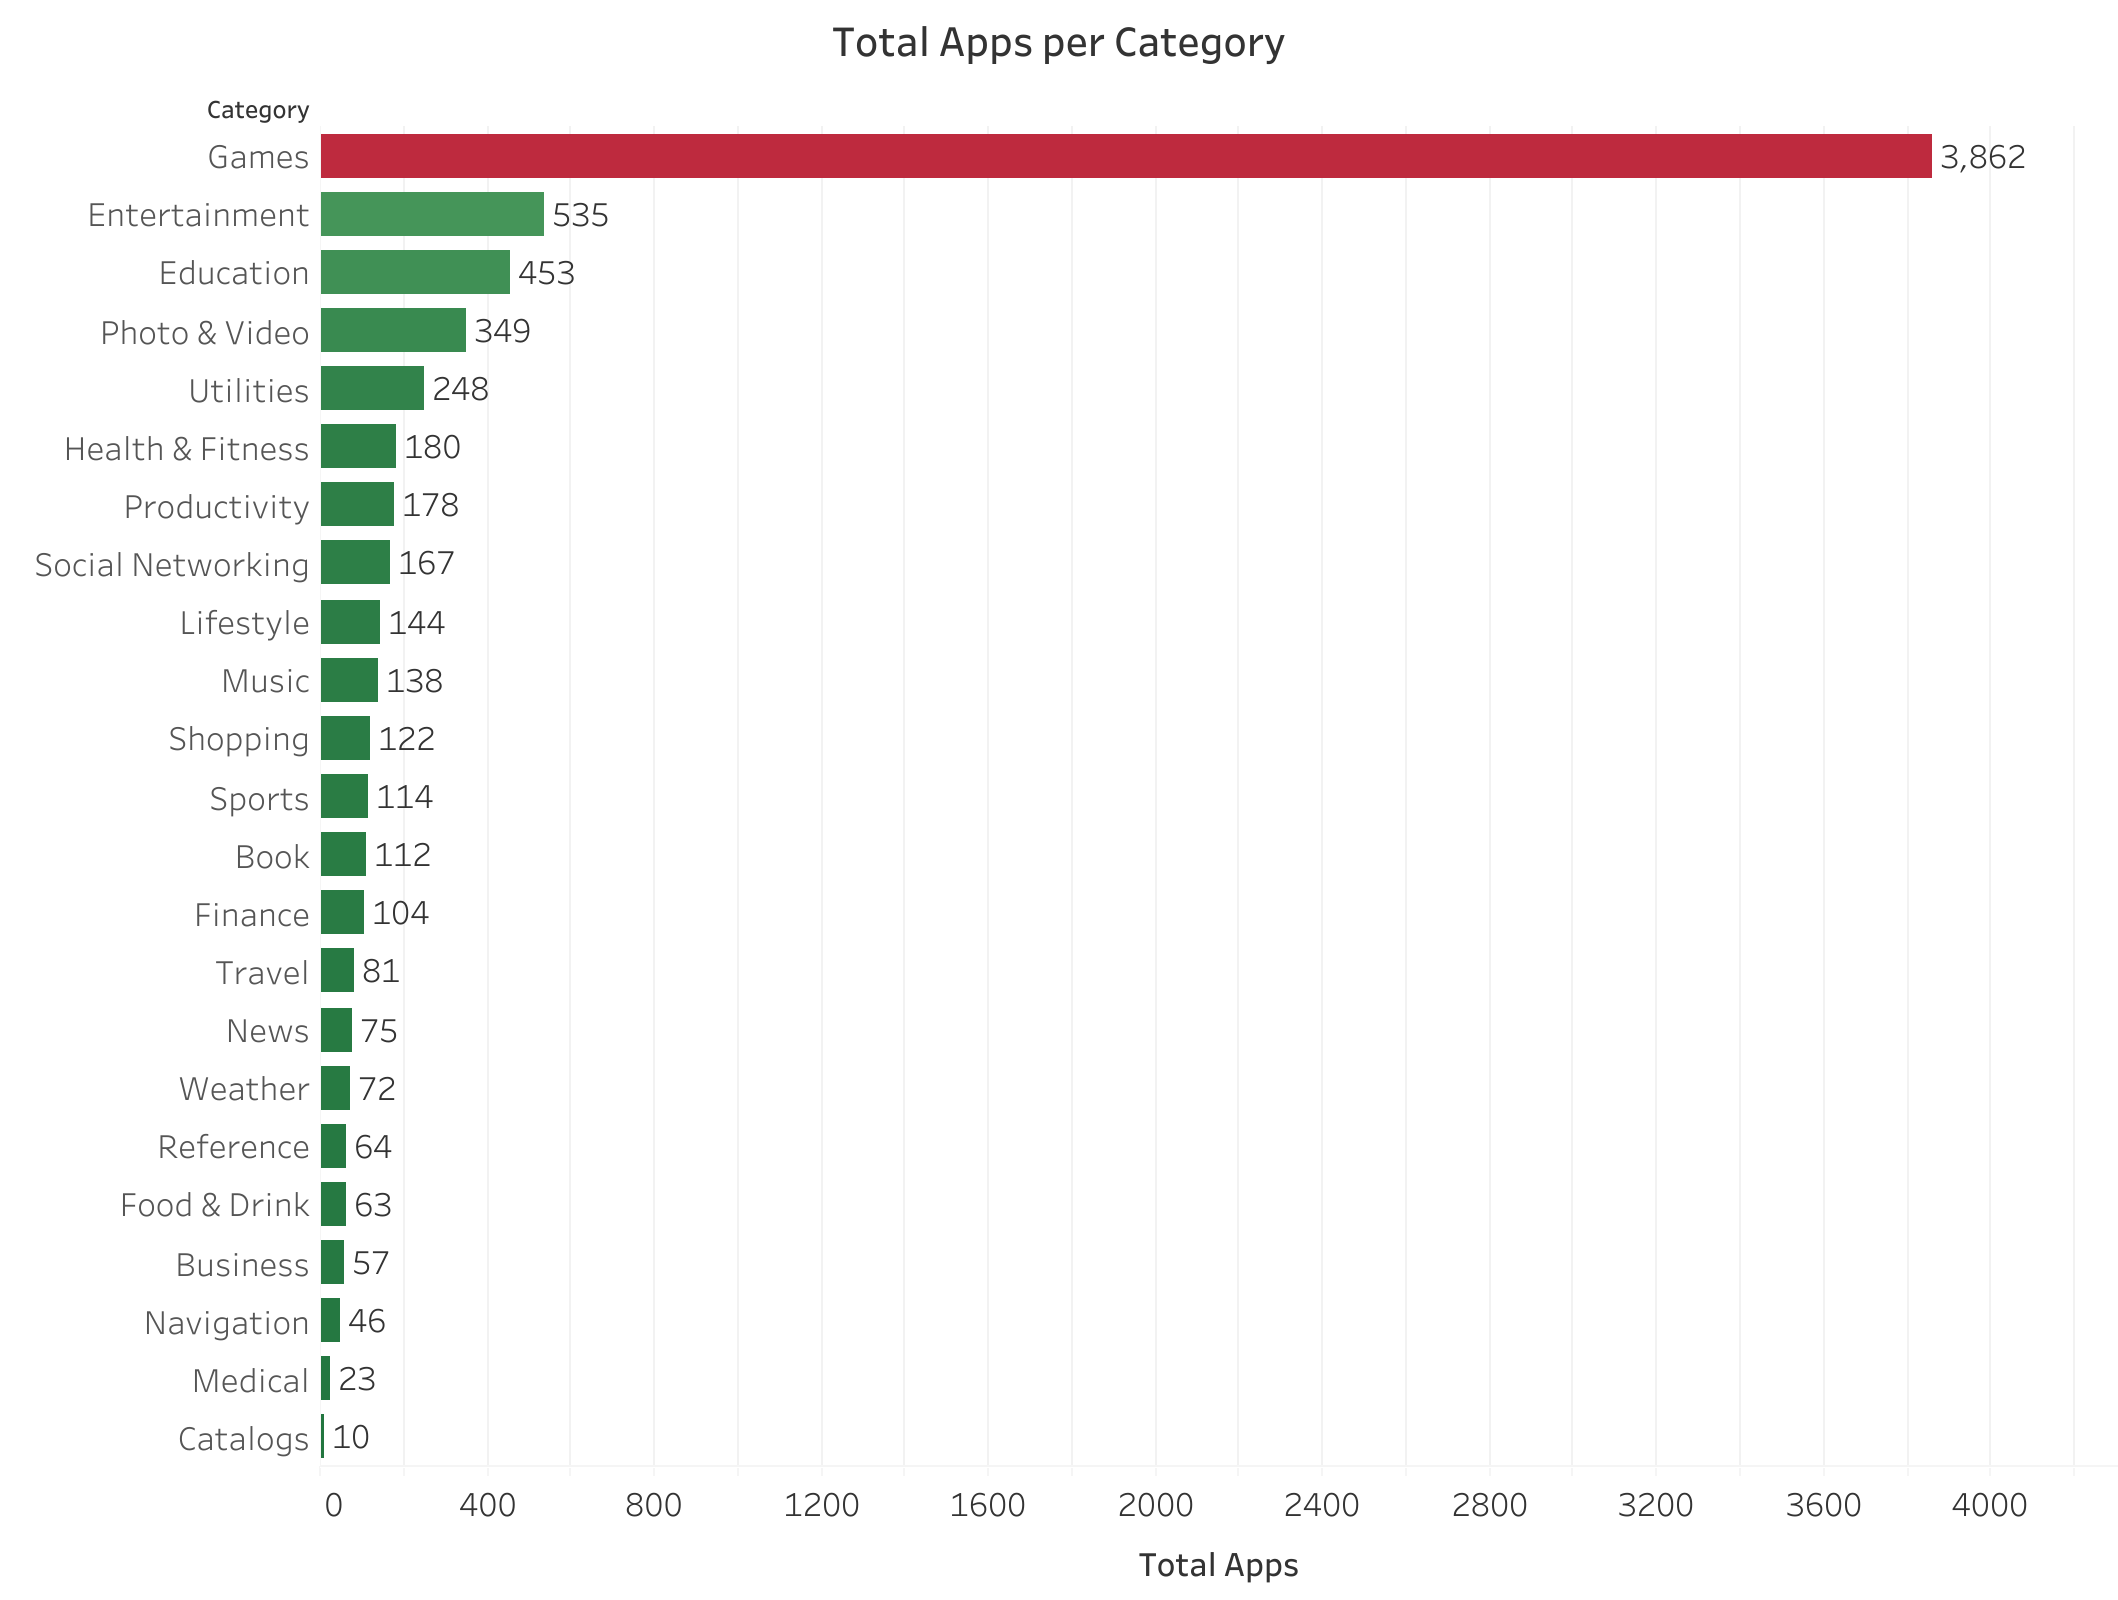 Total Apps per Category
Category
Games 3,862
Entertainment 535
Education 453
Photo & Video 349
Utilities 248
Health & Fitness 180
Productivity 178
Social Networking 167
Lifestyle 144
Music 138
Shopping 122
Sports 114
Book 112
Finance 104
Travel 81
News 75
Weather 72
Reference 64
Food & Drink 63
Business 57
Navigation 46
Medical 23
Catalogs 10
0 400 800 1200 1600 2000 2400 2800 3200 3600 4000
Total Apps